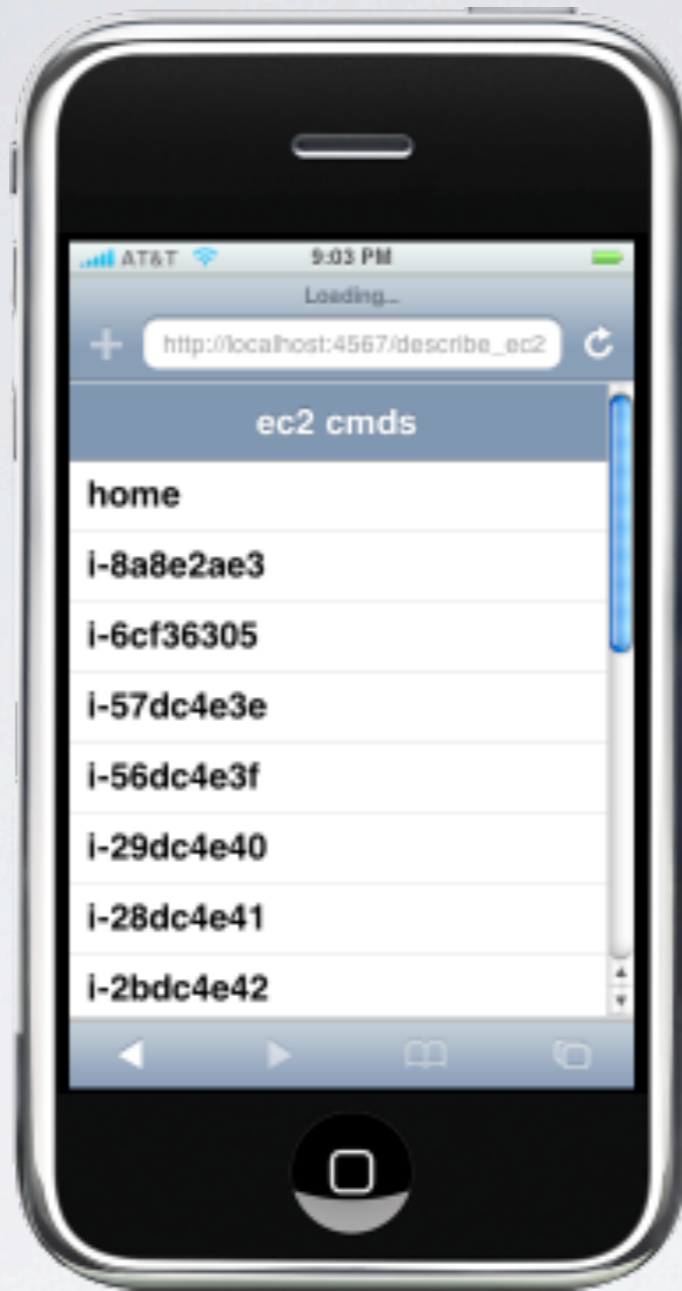 AT&T 9:03 PM
Loading...
http://localhost:4567/describe_ec2
ec2 cmds
home
i-8a8e2ae3
i-6cf36305
i-57dc4e3e
i-56dc4e3f
i-29dc4e40
i-28dc4e41
i-2bdc4e42